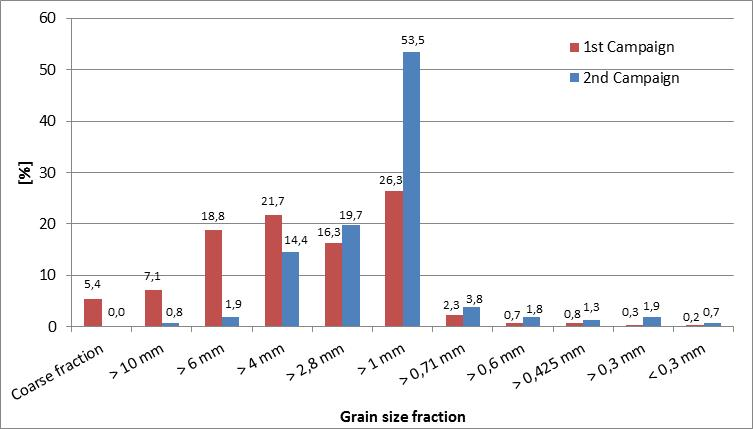 60
50
40
30
20
10
0
[%]
1st Campaign
2nd Campaign
5,4
0,0
7,1
0,8
18,8
1,9
21,7
14,4
16,3
19,7
26,3
53,5
2,3
3,8
0,7
1,8
0,8
1,3
0,3
1,9
0,2
0,7
Coarse fraction
> 10 mm
> 6 mm
> 4 mm
> 2,8 mm
> 1 mm
> 0,71 mm
> 0,6 mm
> 0,425 mm
> 0,3 mm
< 0,3 mm
Grain size fraction